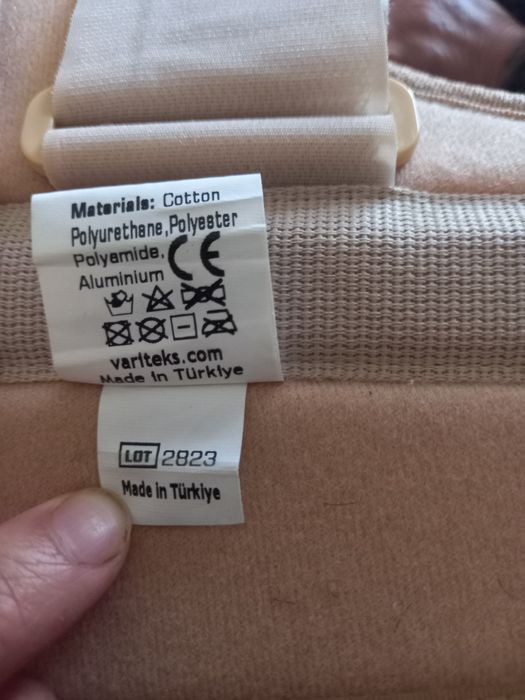 Materials: Cotton
Polyurethane,Polyester
Polyamide,
Aluminium CE
variteks.com
Made in Türkiye
LOT 2823
Made in Türkiye